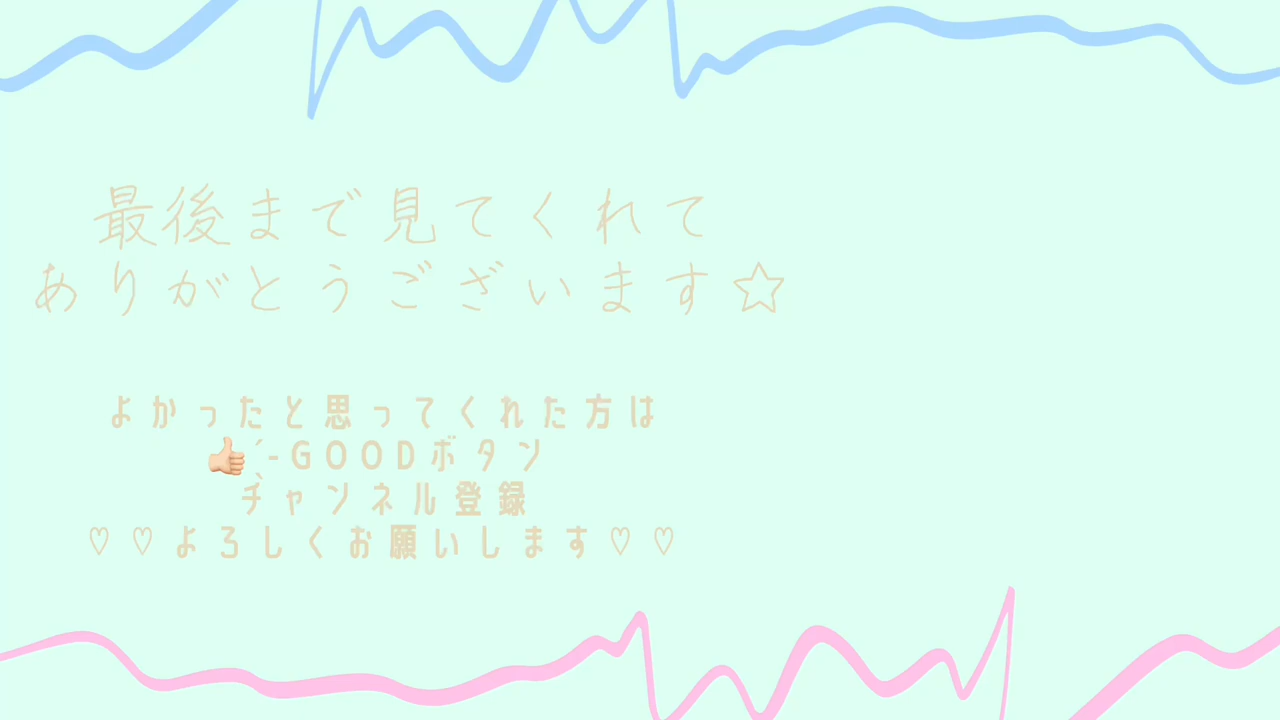 最後まで見てくれて
ありがとうございます☆
よかったと思ってくれた方は
👍🏻 ̖́-GOODボタン
チャンネル登録
♡♡よろしくお願いします♡♡